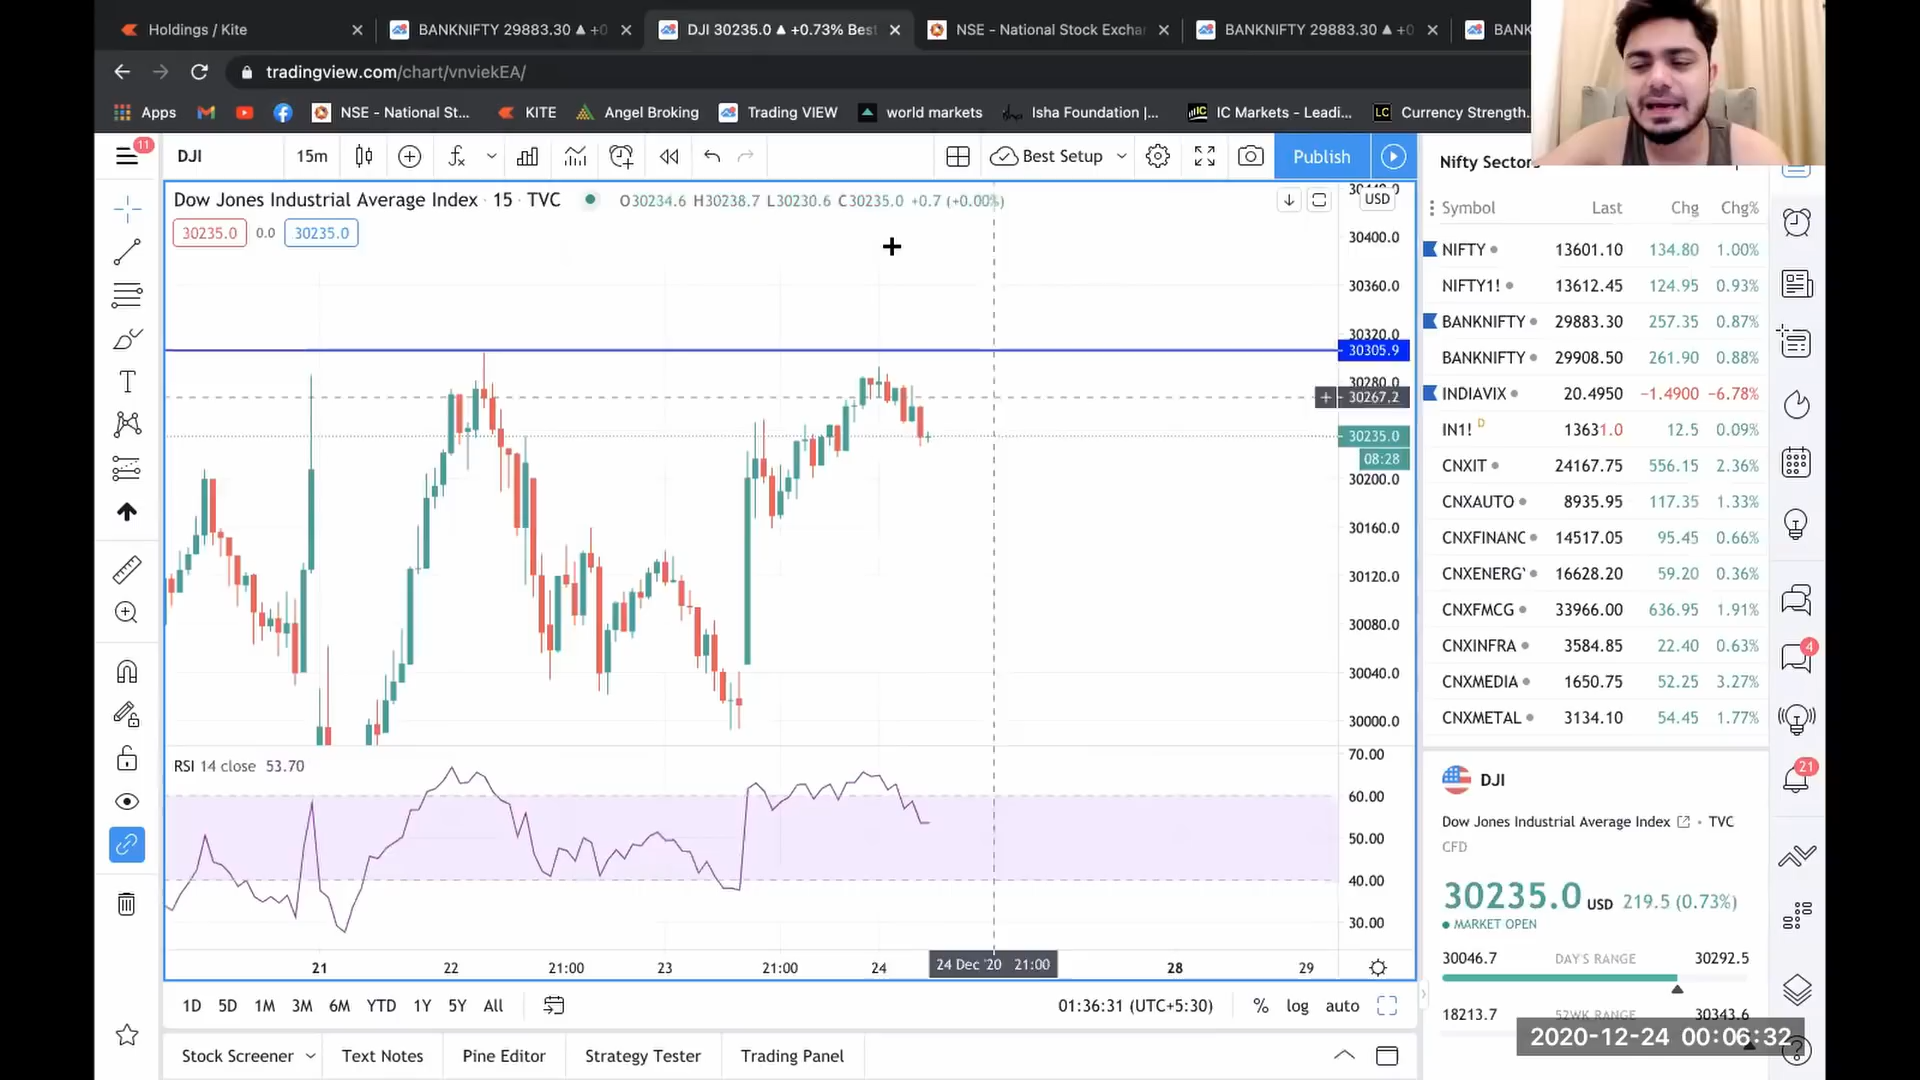 Holdings / Kite
BANKNIFTY 29883.30 ▲ +0
DJI 30235.0 ▲ +0.73% Best
NSE - National Stock Exchan
BANKNIFTY 29883.30 ▲ +0
BANK
tradingview.com/chart/vnviekEA/
Apps
NSE - National St...
KITE
Angel Broking
Trading VIEW
world markets
Isha Foundation |...
IC Markets - Leadi...
Currency Strength...
11
DJI
15m
Best Setup
Publish
Nifty Sectors
Dow Jones Industrial Average Index · 15 · TVC
O30234.6 H30238.7 L30230.6 C30235.0 +0.7 (+0.00%)
USD
30235.0 0.0 30235.0
30440.0
30400.0
30360.0
30320.0
30305.9
30280.0
30267.2
30235.0
08:28
30200.0
30160.0
30120.0
30080.0
30040.0
30000.0
RSI 14 close 53.70
70.00
60.00
50.00
40.00
30.00
21 22 21:00 23 21:00 24 24 Dec '20 21:00 28 29
1D 5D 1M 3M 6M YTD 1Y 5Y All
01:36:31 (UTC+5:30) % log auto
Stock Screener Text Notes Pine Editor Strategy Tester Trading Panel
Symbol Last Chg Chg%
NIFTY 13601.10 134.80 1.00%
NIFTY1! 13612.45 124.95 0.93%
BANKNIFTY 29883.30 257.35 0.87%
BANKNIFTY 29908.50 261.90 0.88%
INDIAVIX 20.4950 −1.4900 −6.78%
IN1! D 13631.0 12.5 0.09%
CNXIT 24167.75 556.15 2.36%
CNXAUTO 8935.95 117.35 1.33%
CNXFINANC 14517.05 95.45 0.66%
CNXENERGY 16628.20 59.20 0.36%
CNXFMCG 33966.00 636.95 1.91%
CNXINFRA 3584.85 22.40 0.63%
CNXMEDIA 1650.75 52.25 3.27%
CNXMETAL 3134.10 54.45 1.77%
DJI
Dow Jones Industrial Average Index · TVC
CFD
30235.0 USD 219.5 (0.73%)
MARKET OPEN
30046.7 DAY'S RANGE 30292.5
18213.7 52WK RANGE 30343.6
2020-12-24 00:06:32
4
21